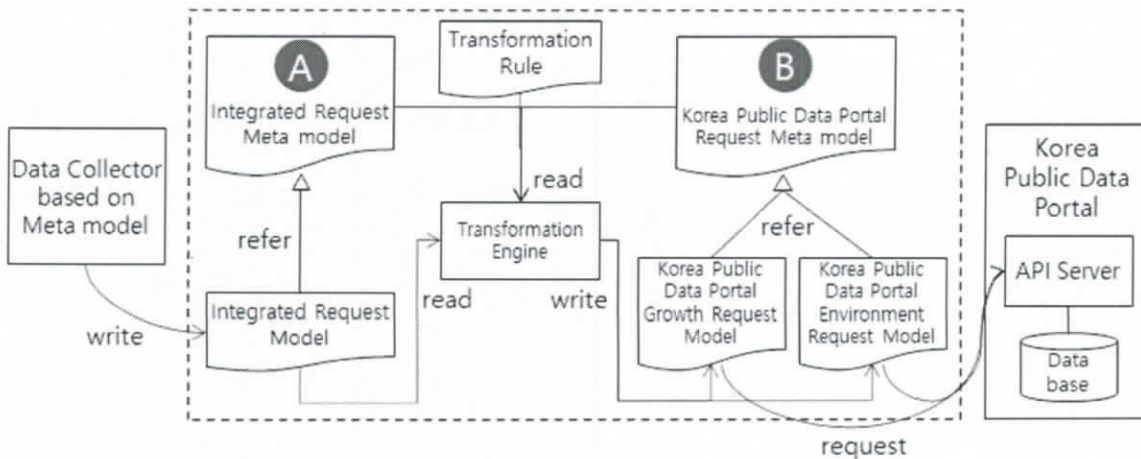 A
Integrated Request
Meta model
Transformation
Rule
B
Korea Public Data Portal
Request Meta model
Data Collector
based on
Meta model
Korea
Public Data
Portal
read
refer
Transformation
Engine
refer
API Server
read
write
Korea Public
Data Portal
Growth Request
Model
Korea Public
Data Portal
Environment
Request Model
write
Integrated Request
Model
Data
base
request